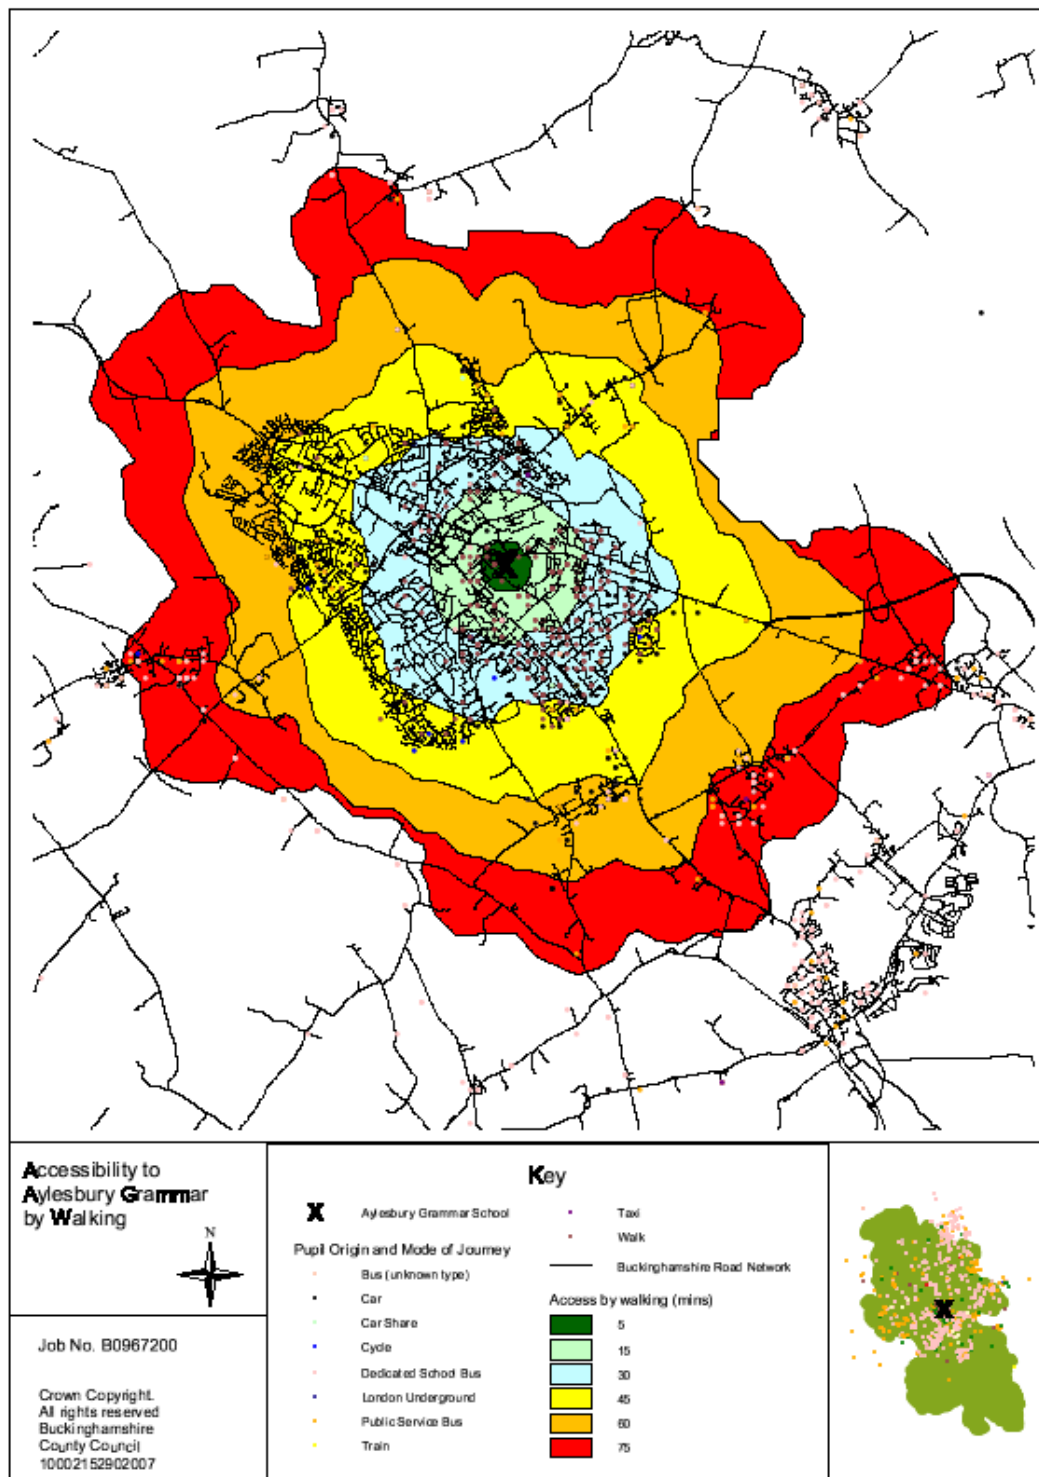 X
Accessibility to
Aylesbury Grammar
by Walking
N
Job No. B0967200
Crown Copyright.
All rights reserved
Buckinghamshire
County Council
10002152902007
Key
X Aylesbury Grammar School
Pupil Origin and Mode of Journey
Bus (unknown type)
Car
Car Share
Cycle
Dedicated School Bus
London Underground
Public Service Bus
Train
Taxi
Walk
Buckinghamshire Road Network
Access by walking (mins)
5
15
30
45
60
75
X